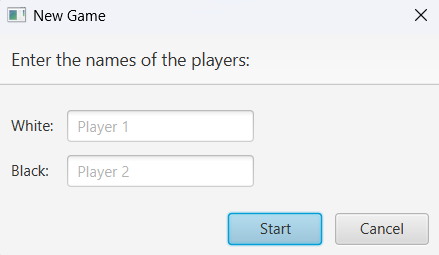 New Game
Enter the names of the players:
White: Player 1
Black: Player 2
Start Cancel